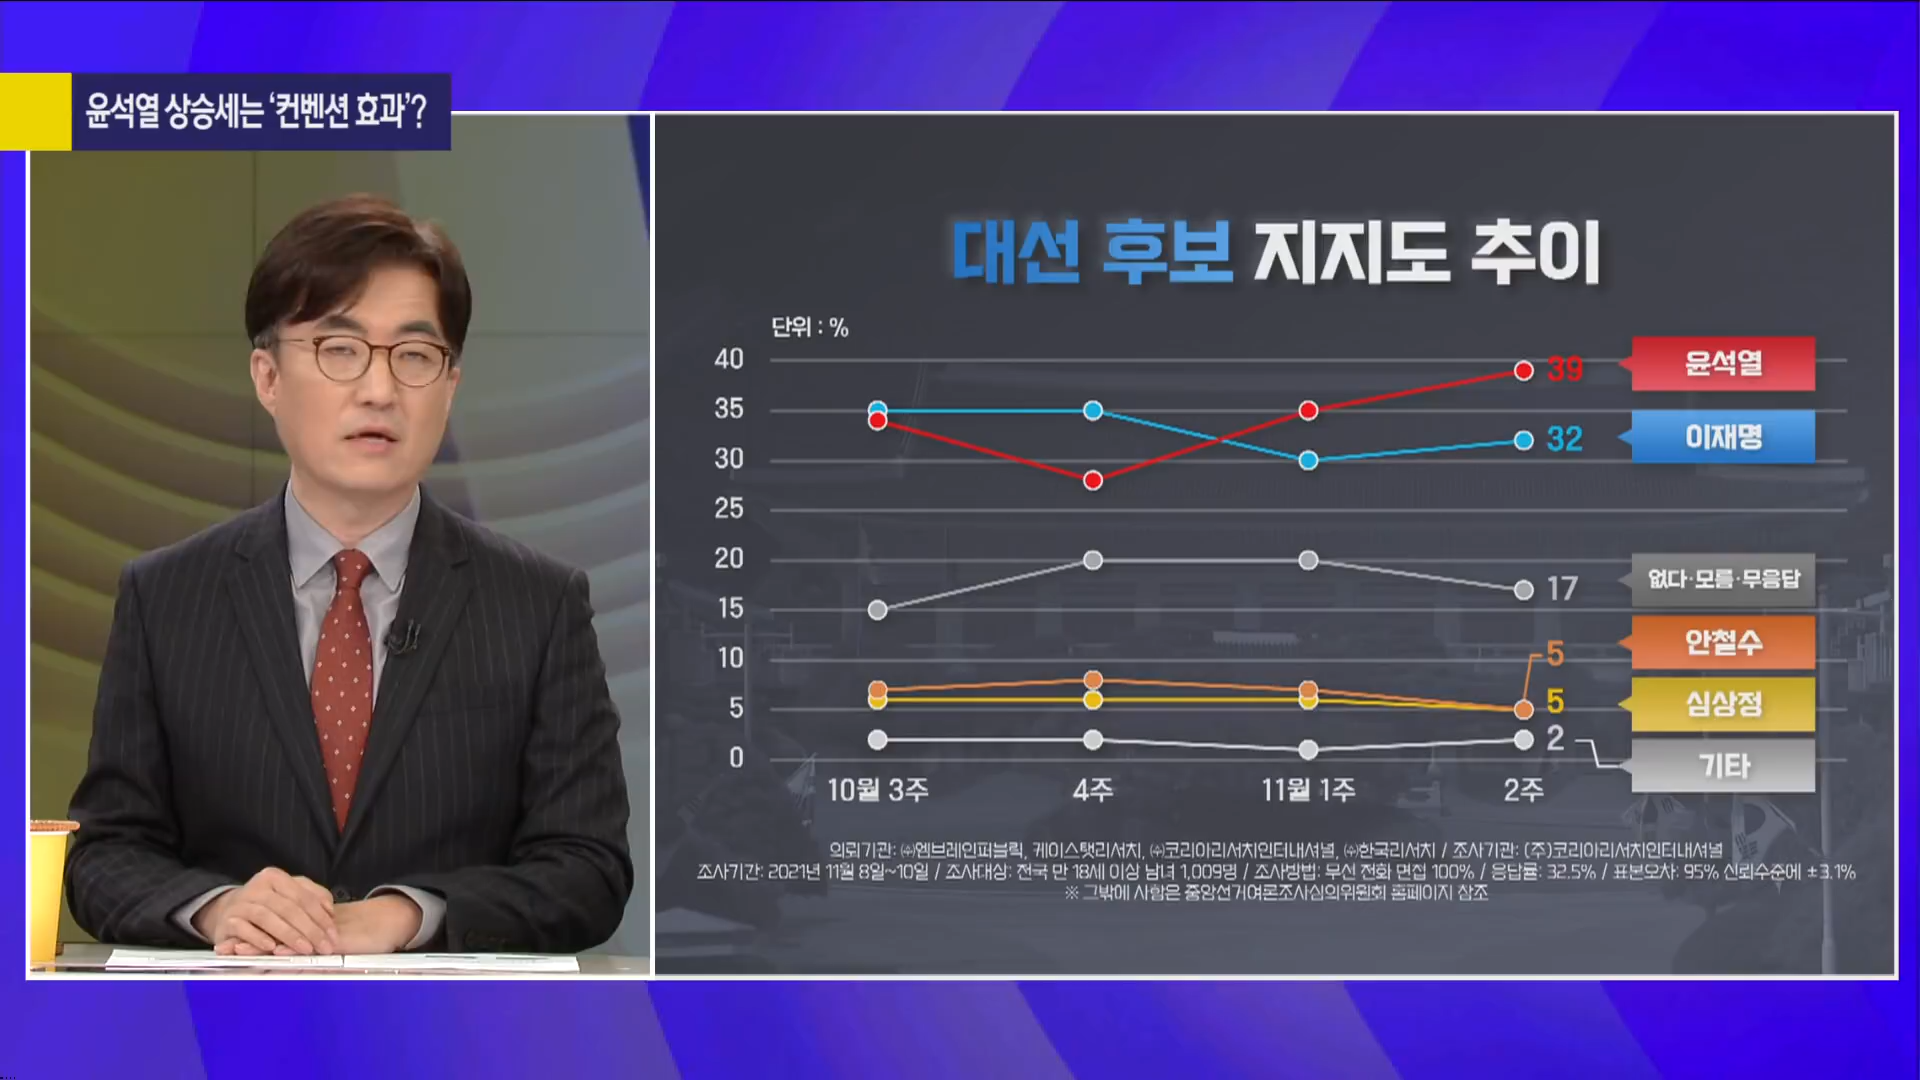 윤석열 상승세는 '컨벤션 효과'?
대선 후보 지지도 추이
단위 : %
40
35
30
25
20
15
10
5
0
39
32
17
5
5
2
윤석열
이재명
없다·모름·무응답
안철수
심상정
기타
10월 3주 4주 11월 1주 2주
의뢰기관: ㈜엠브레인퍼블릭, 케이스탯리서치, ㈜코리아리서치인터내셔널, ㈜한국리서치 / 조사기관: (주)코리아리서치인터내셔널
조사기간: 2021년 11월 8일~10일 / 조사대상: 전국 만 18세 이상 남녀 1,009명 / 조사방법: 무선 전화 면접 100% / 응답률: 32.5% / 표본오차: 95% 신뢰수준에 ±3.1%
※ 그밖에 사항은 중앙선거여론조사심의위원회 홈페이지 참조